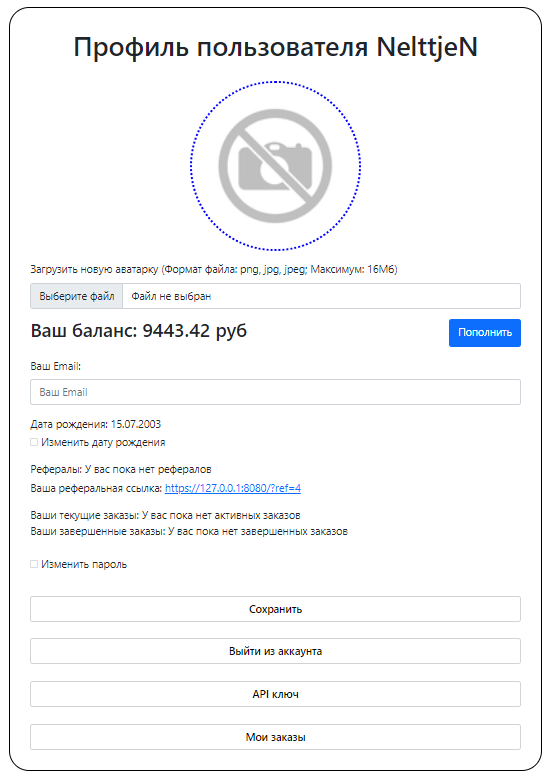 Профиль пользователя NelttjeN
Загрузить новую аватарку (Формат файла: png, jpg, jpeg; Максимум: 16Мб)
Выберите файл Файл не выбран
Ваш баланс: 9443.42 руб Пополнить
Ваш Email:
Ваш Email
Дата рождения: 15.07.2003
Изменить дату рождения
Рефералы: У вас пока нет рефералов
Ваша реферальная ссылка: https://127.0.0.1:8080/?ref=4
Ваши текущие заказы: У вас пока нет активных заказов
Ваши завершенные заказы: У вас пока нет завершенных заказов
Изменить пароль
Сохранить
Выйти из аккаунта
API ключ
Мои заказы